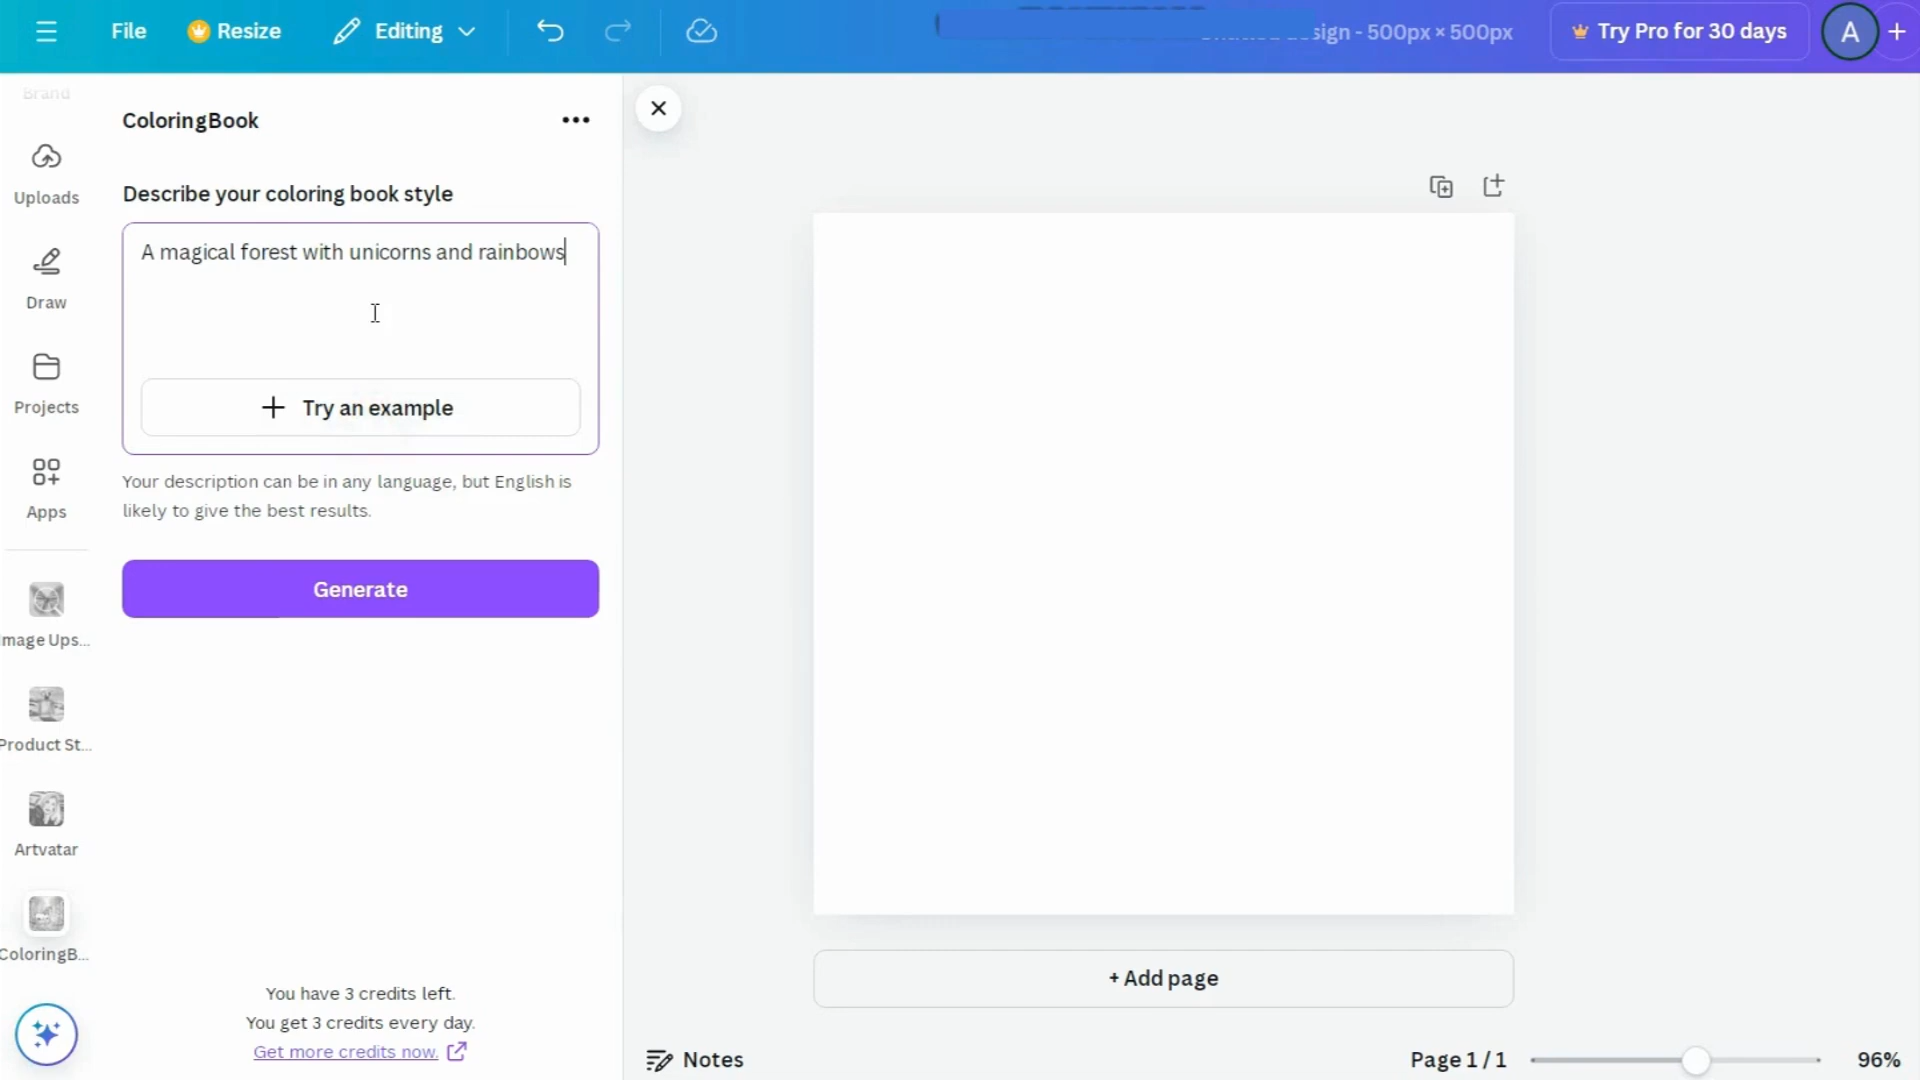 File
Resize
Editing
sign - 500px × 500px
Try Pro for 30 days
A
Brand
Uploads
Draw
Projects
Apps
mage Ups...
Product St...
Artvatar
ColoringB...
ColoringBook
Describe your coloring book style
A magical forest with unicorns and rainbows
Try an example
Your description can be in any language, but English is
likely to give the best results.
Generate
You have 3 credits left.
You get 3 credits every day.
Get more credits now.
+ Add page
Notes
Page 1 / 1
96%